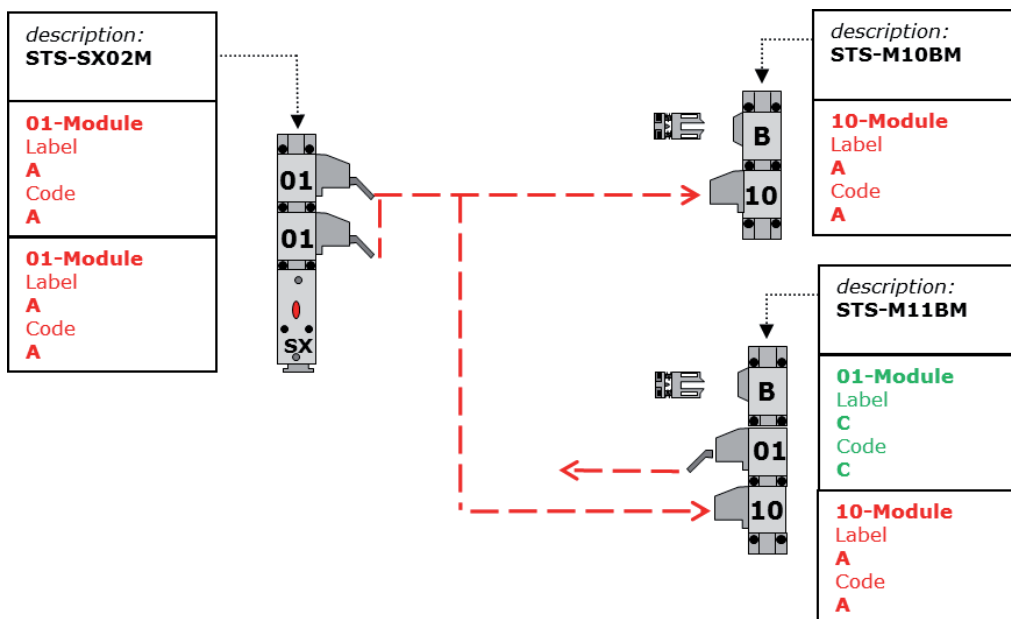 description:
STS-SX02M
01-Module
Label
A
Code
A
01-Module
Label
A
Code
A
01
01
SX
description:
STS-M10BM
10-Module
Label
A
Code
A
B
10
description:
STS-M11BM
01-Module
Label
C
Code
C
10-Module
Label
A
Code
A
B
01
10